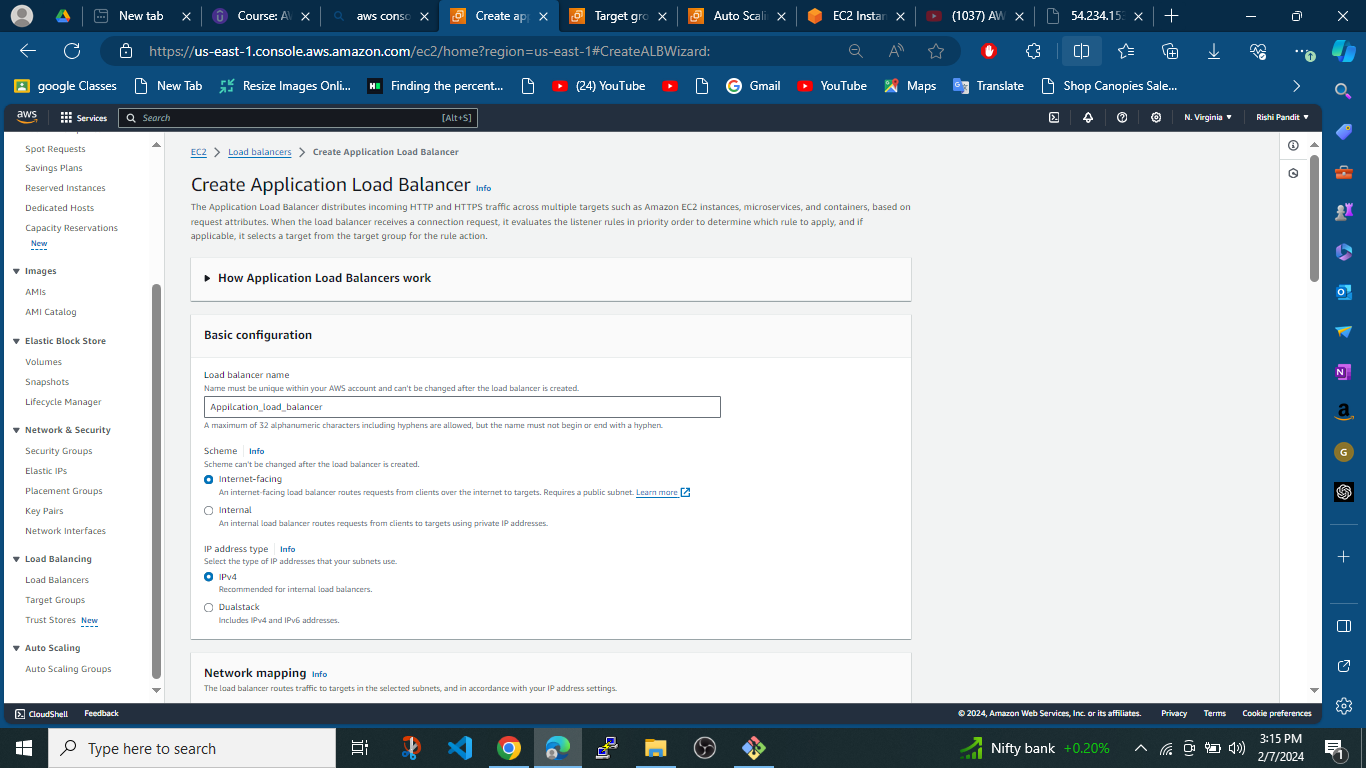 New tab
Course: AV
aws conso
Create app
Target gro
Auto Scali
EC2 Instan
(1037) AW
54.234.153
https://us-east-1.console.aws.amazon.com/ec2/home?region=us-east-1#CreateALBWizard:
google Classes
New Tab
Resize Images Onli...
Finding the percent...
(24) YouTube
Gmail
YouTube
Maps
Translate
Shop Canopies Sale...
aws
Services
Search
[Alt+S]
N. Virginia
Rishi Pandit
Spot Requests
Savings Plans
Reserved Instances
Dedicated Hosts
Capacity Reservations
New
Images
AMIs
AMI Catalog
Elastic Block Store
Volumes
Snapshots
Lifecycle Manager
Network & Security
Security Groups
Elastic IPs
Placement Groups
Key Pairs
Network Interfaces
Load Balancing
Load Balancers
Target Groups
Trust Stores New
Auto Scaling
Auto Scaling Groups
EC2 > Load balancers > Create Application Load Balancer
Create Application Load Balancer Info
The Application Load Balancer distributes incoming HTTP and HTTPS traffic across multiple targets such as Amazon EC2 instances, microservices, and containers, based on
request attributes. When the load balancer receives a connection request, it evaluates the listener rules in priority order to determine which rule to apply, and if
applicable, it selects a target from the target group for the rule action.
How Application Load Balancers work
Basic configuration
Load balancer name
Name must be unique within your AWS account and can't be changed after the load balancer is created.
Appilcation_load_balancer
A maximum of 32 alphanumeric characters including hyphens are allowed, but the name must not begin or end with a hyphen.
Scheme Info
Scheme can't be changed after the load balancer is created.
Internet-facing
An internet-facing load balancer routes requests from clients over the internet to targets. Requires a public subnet. Learn more
Internal
An internal load balancer routes requests from clients to targets using private IP addresses.
IP address type Info
Select the type of IP addresses that your subnets use.
IPv4
Recommended for internal load balancers.
Dualstack
Includes IPv4 and IPv6 addresses.
Network mapping Info
The load balancer routes traffic to targets in the selected subnets, and in accordance with your IP address settings.
CloudShell
Feedback
© 2024, Amazon Web Services, Inc. or its affiliates.
Privacy
Terms
Cookie preferences
Type here to search
Nifty bank +0.20%
3:15 PM
2/7/2024
1